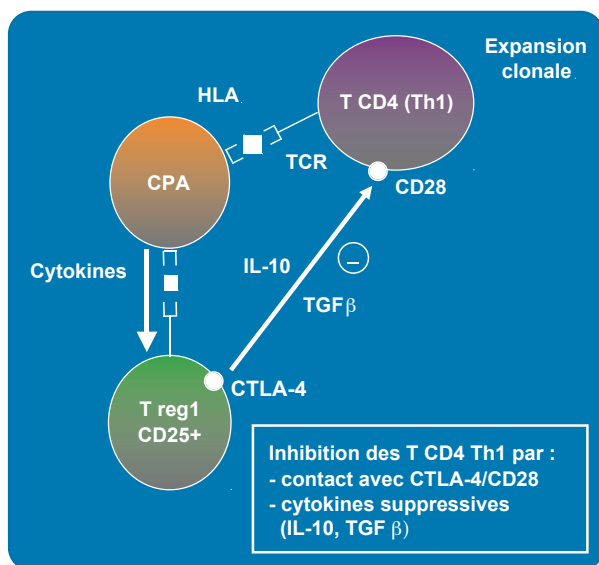 Expansion
clonale
HLA
T CD4 (Th1)
TCR
CD28
CPA
Cytokines
IL-10
−
TGFβ
CTLA-4
T reg1
CD25+
Inhibition des T CD4 Th1 par :
- contact avec CTLA-4/CD28
- cytokines suppressives
(IL-10, TGF β)